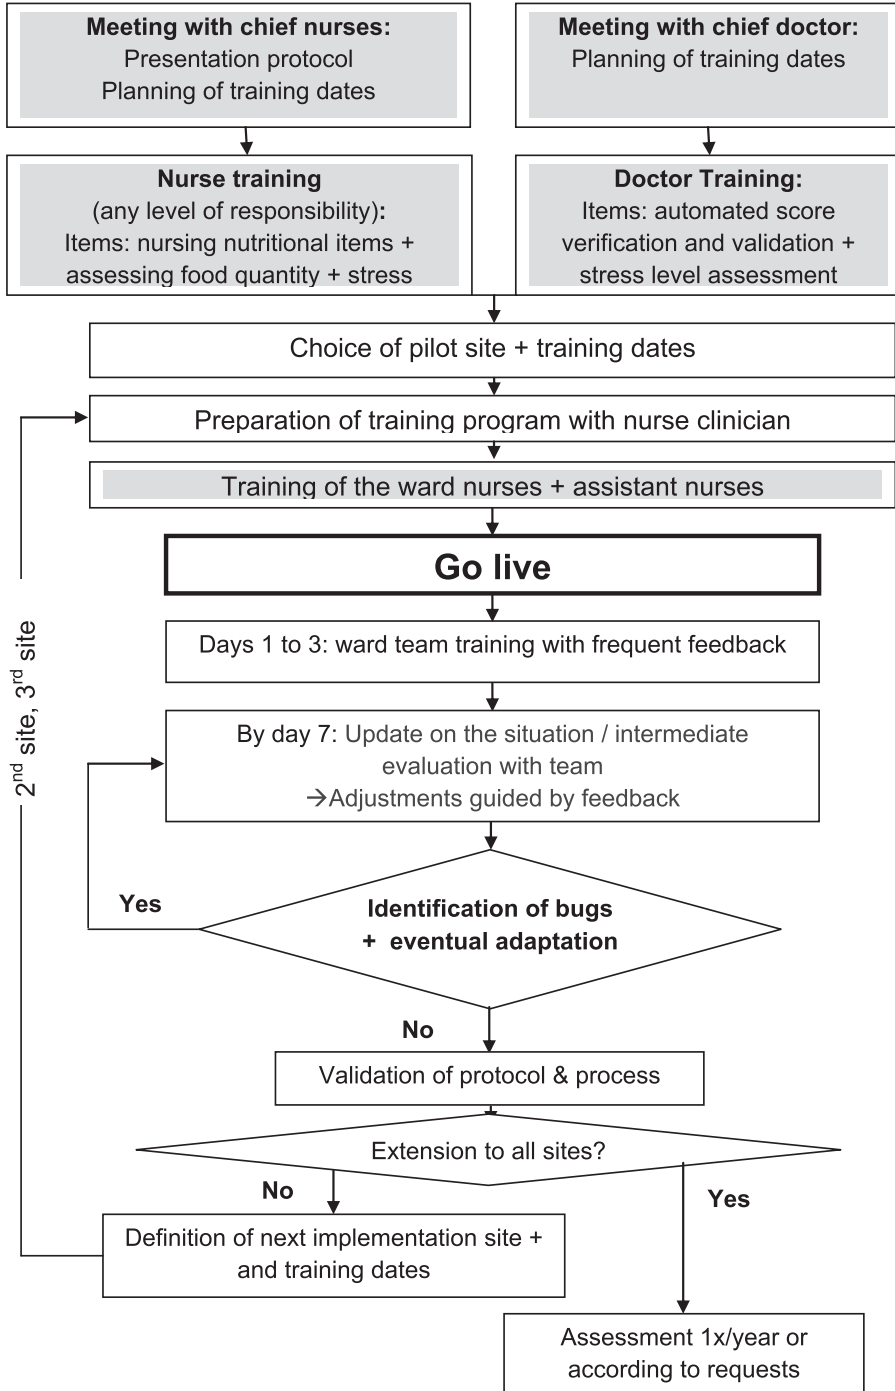 Meeting with chief nurses:
Presentation protocol
Planning of training dates
Meeting with chief doctor:
Planning of training dates
Nurse training
(any level of responsibility):
Items: nursing nutritional items +
assessing food quantity + stress
Doctor Training:
Items: automated score
verification and validation +
stress level assessment
Choice of pilot site + training dates
Preparation of training program with nurse clinician
Training of the ward nurses + assistant nurses
Go live
Days 1 to 3: ward team training with frequent feedback
By day 7: Update on the situation / intermediate
evaluation with team
→Adjustments guided by feedback
2nd site, 3rd site
Yes
Identification of bugs
+ eventual adaptation
No
Validation of protocol & process
Extension to all sites?
No
Yes
Definition of next implementation site +
and training dates
Assessment 1x/year or
according to requests